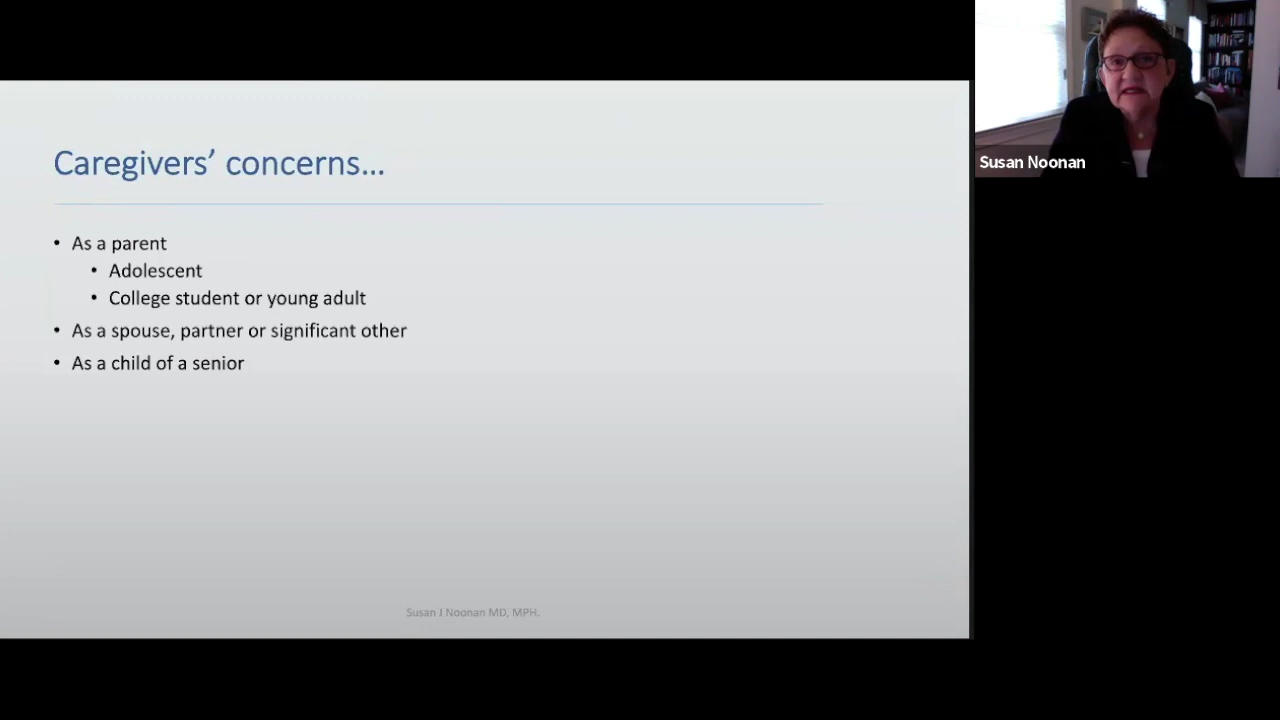 Caregivers’ concerns...
• As a parent
• Adolescent
• College student or young adult
• As a spouse, partner or significant other
• As a child of a senior
Susan J Noonan MD, MPH.
Susan Noonan